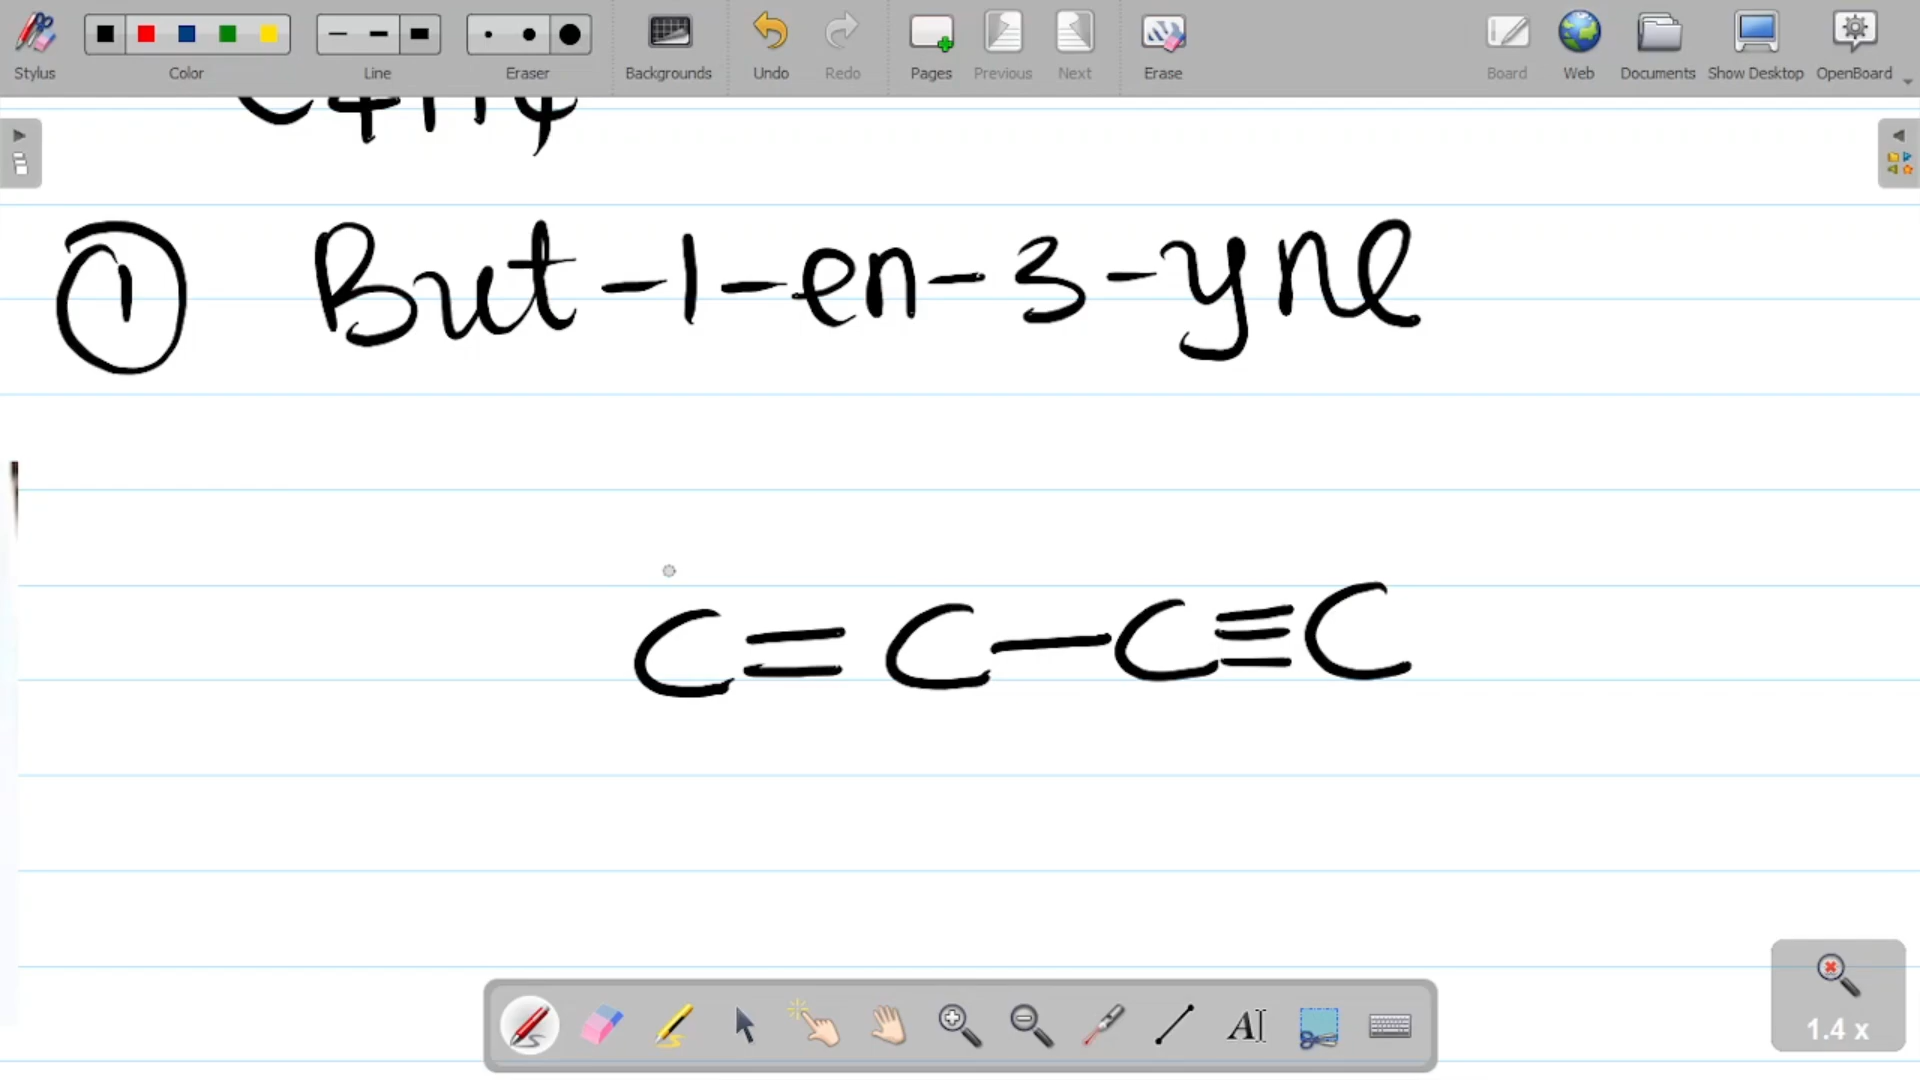 Stylus Color Line Eraser Backgrounds Undo Redo Pages Previous Next Erase Board Web Documents Show Desktop OpenBoard
C4H4
1 But-1-en-3-yne
C=C-C≡C
1.4 x